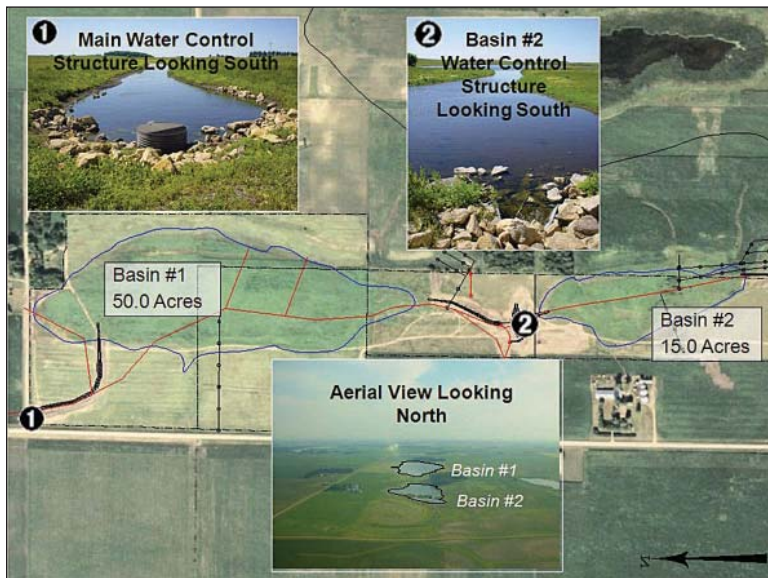 1
Main Water Control
Structure Looking South
2
Basin #2
Water Control
Structure
Looking South
Basin #1
50.0 Acres
2
Basin #2
15.0 Acres
1
Aerial View Looking
North
Basin #1
Basin #2
N